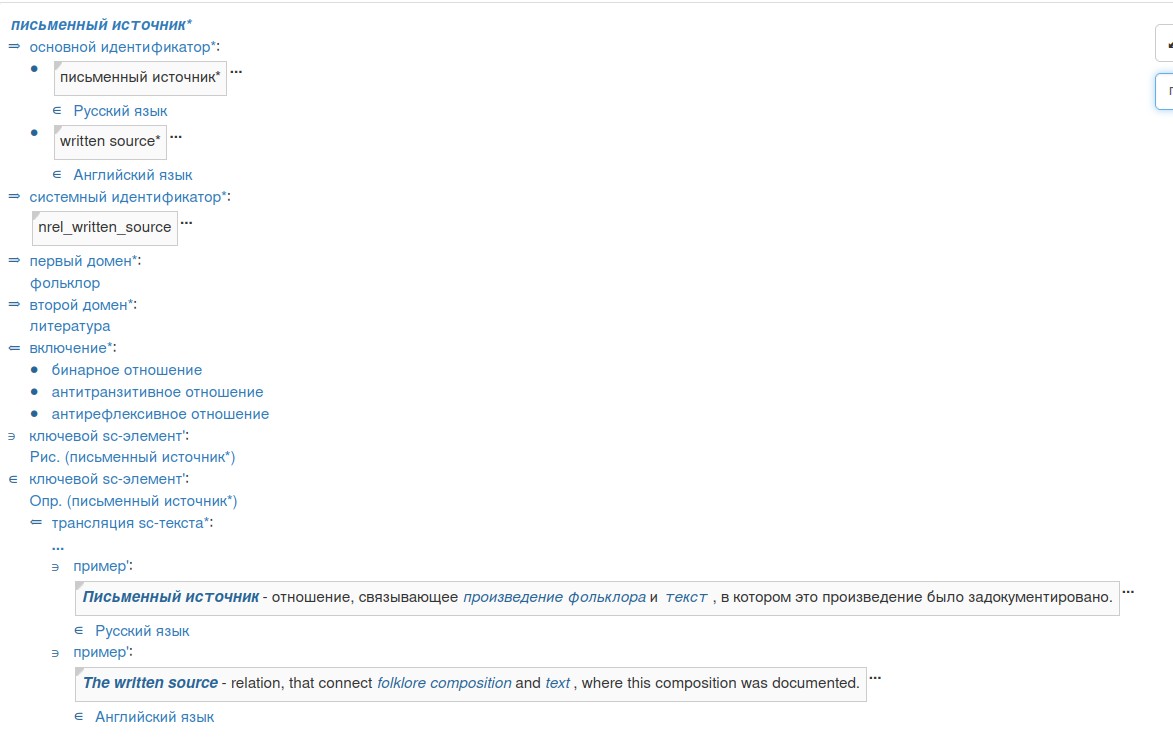 письменный источник*
⇒ основной идентификатор*:
• письменный источник* ...
∈ Русский язык
• written source* ...
∈ Английский язык
⇒ системный идентификатор*:
nrel_written_source ...
⇒ первый домен*:
фольклор
⇒ второй домен*:
литература
⇐ включение*:
• бинарное отношение
• антитранзитивное отношение
• антирефлексивное отношение
∋ ключевой sc-элемент':
Рис. (письменный источник*)
∈ ключевой sc-элемент':
Опр. (письменный источник*)
⇐ трансляция sc-текста*:
...
∋ пример':
Письменный источник - отношение, связывающее произведение фольклора и текст , в котором это произведение было задокументировано. ...
∈ Русский язык
∋ пример':
The written source - relation, that connect folklore composition and text , where this composition was documented. ...
∈ Английский язык